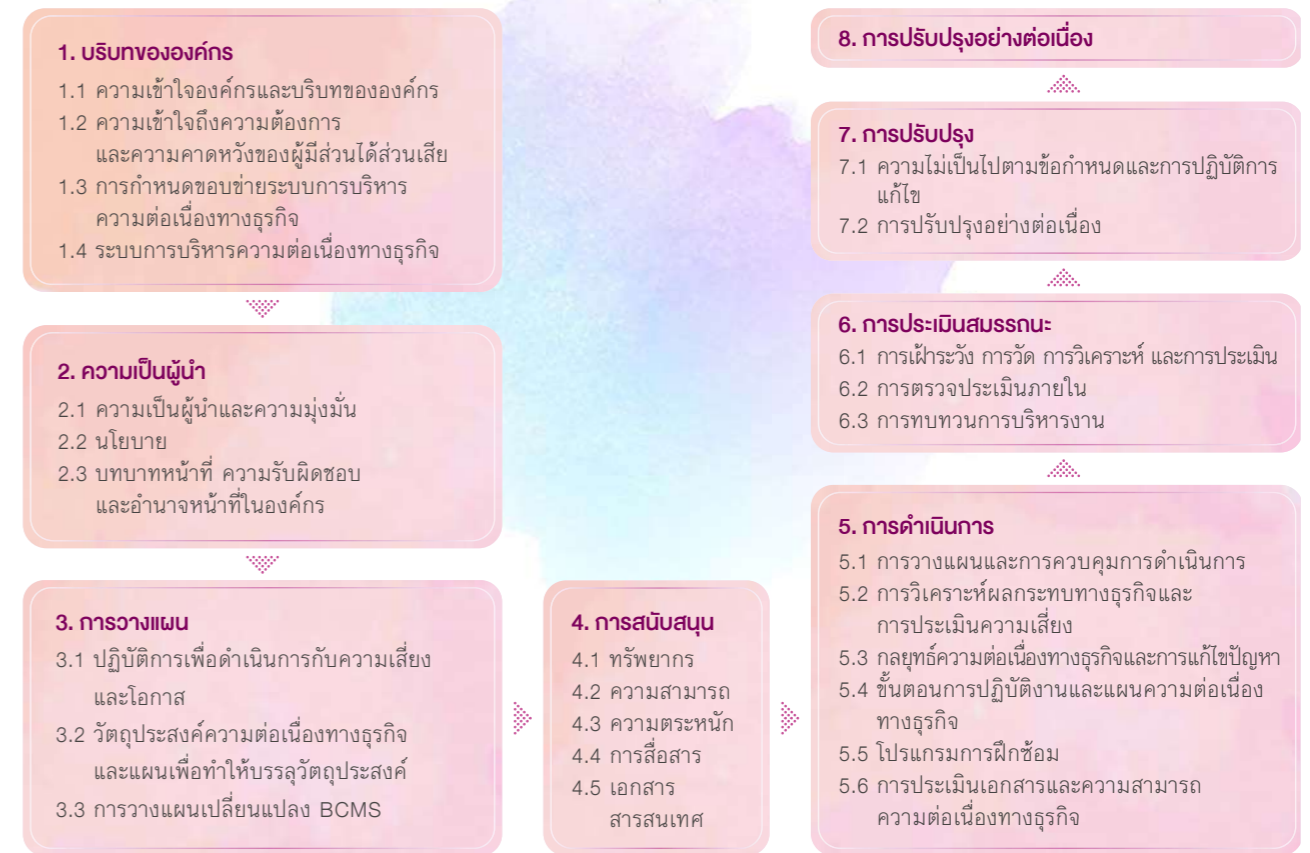 1. บริบทขององค์กร
1.1 ความเข้าใจองค์กรและบริบทขององค์กร
1.2 ความเข้าใจถึงความต้องการ
และความคาดหวังของผู้มีส่วนได้ส่วนเสีย
1.3 การกำหนดขอบข่ายระบบการบริหาร
ความต่อเนื่องทางธุรกิจ
1.4 ระบบการบริหารความต่อเนื่องทางธุรกิจ
2. ความเป็นผู้นำ
2.1 ความเป็นผู้นำและความมุ่งมั่น
2.2 นโยบาย
2.3 บทบาทหน้าที่ ความรับผิดชอบ
และอำนาจหน้าที่ในองค์กร
3. การวางแผน
3.1 ปฏิบัติการเพื่อดำเนินการกับความเสี่ยง
และโอกาส
3.2 วัตถุประสงค์ความต่อเนื่องทางธุรกิจ
และแผนเพื่อทำให้บรรลุวัตถุประสงค์
3.3 การวางแผนเปลี่ยนแปลง BCMS
4. การสนับสนุน
4.1 ทรัพยากร
4.2 ความสามารถ
4.3 ความตระหนัก
4.4 การสื่อสาร
4.5 เอกสาร
สารสนเทศ
5. การดำเนินการ
5.1 การวางแผนและการควบคุมการดำเนินการ
5.2 การวิเคราะห์ผลกระทบทางธุรกิจและ
การประเมินความเสี่ยง
5.3 กลยุทธ์ความต่อเนื่องทางธุรกิจและการแก้ไขปัญหา
5.4 ขั้นตอนการปฏิบัติงานและแผนความต่อเนื่อง
ทางธุรกิจ
5.5 โปรแกรมการฝึกซ้อม
5.6 การประเมินเอกสารและความสามารถ
ความต่อเนื่องทางธุรกิจ
6. การประเมินสมรรถนะ
6.1 การเฝ้าระวัง การวัด การวิเคราะห์ และการประเมิน
6.2 การตรวจประเมินภายใน
6.3 การทบทวนการบริหารงาน
7. การปรับปรุง
7.1 ความไม่เป็นไปตามข้อกำหนดและการปฏิบัติการ
แก้ไข
7.2 การปรับปรุงอย่างต่อเนื่อง
8. การปรับปรุงอย่างต่อเนื่อง